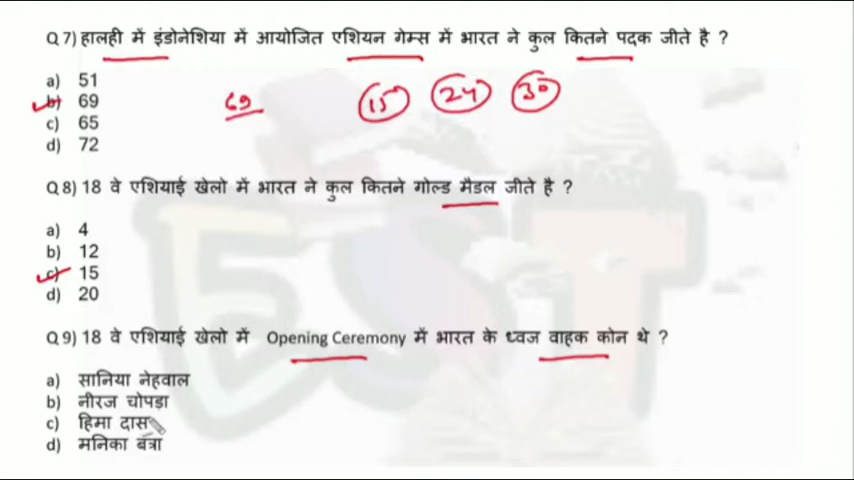 Q 7) हालही में इंडोनेशिया में आयोजित एशियन गेम्स में भारत ने कुल कितने पदक जीते है ?
a) 51
b) 69
c) 65
d) 72
69 15 24 30
Q 8) 18 वे एशियाई खेलो में भारत ने कुल कितने गोल्ड मैडल जीते है ?
a) 4
b) 12
c) 15
d) 20
Q 9) 18 वे एशियाई खेलो में Opening Ceremony में भारत के ध्वज वाहक कोन थे ?
a) सानिया नेहवाल
b) नीरज चोपड़ा
c) हिमा दास
d) मनिका बत्रा
EST